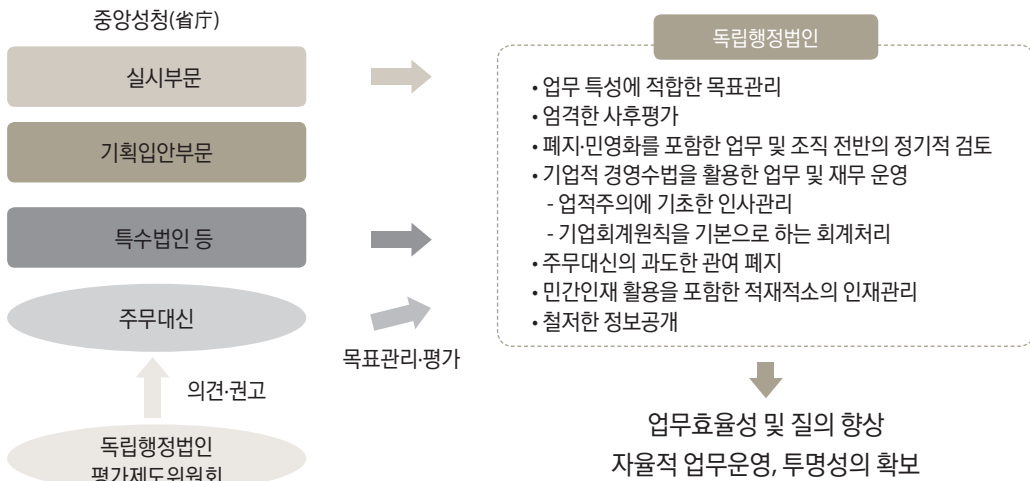 중앙성청(省庁)
실시부문
기획입안부문
특수법인 등
주무대신
의견·권고
독립행정법인
평가제도위원회
목표관리·평가
독립행정법인
• 업무 특성에 적합한 목표관리
• 엄격한 사후평가
• 폐지·민영화를 포함한 업무 및 조직 전반의 정기적 검토
• 기업적 경영수법을 활용한 업무 및 재무 운영
- 업적주의에 기초한 인사관리
- 기업회계원칙을 기본으로 하는 회계처리
• 주무대신의 과도한 관여 폐지
• 민간인재 활용을 포함한 적재적소의 인재관리
• 철저한 정보공개
업무효율성 및 질의 향상
자율적 업무운영, 투명성의 확보